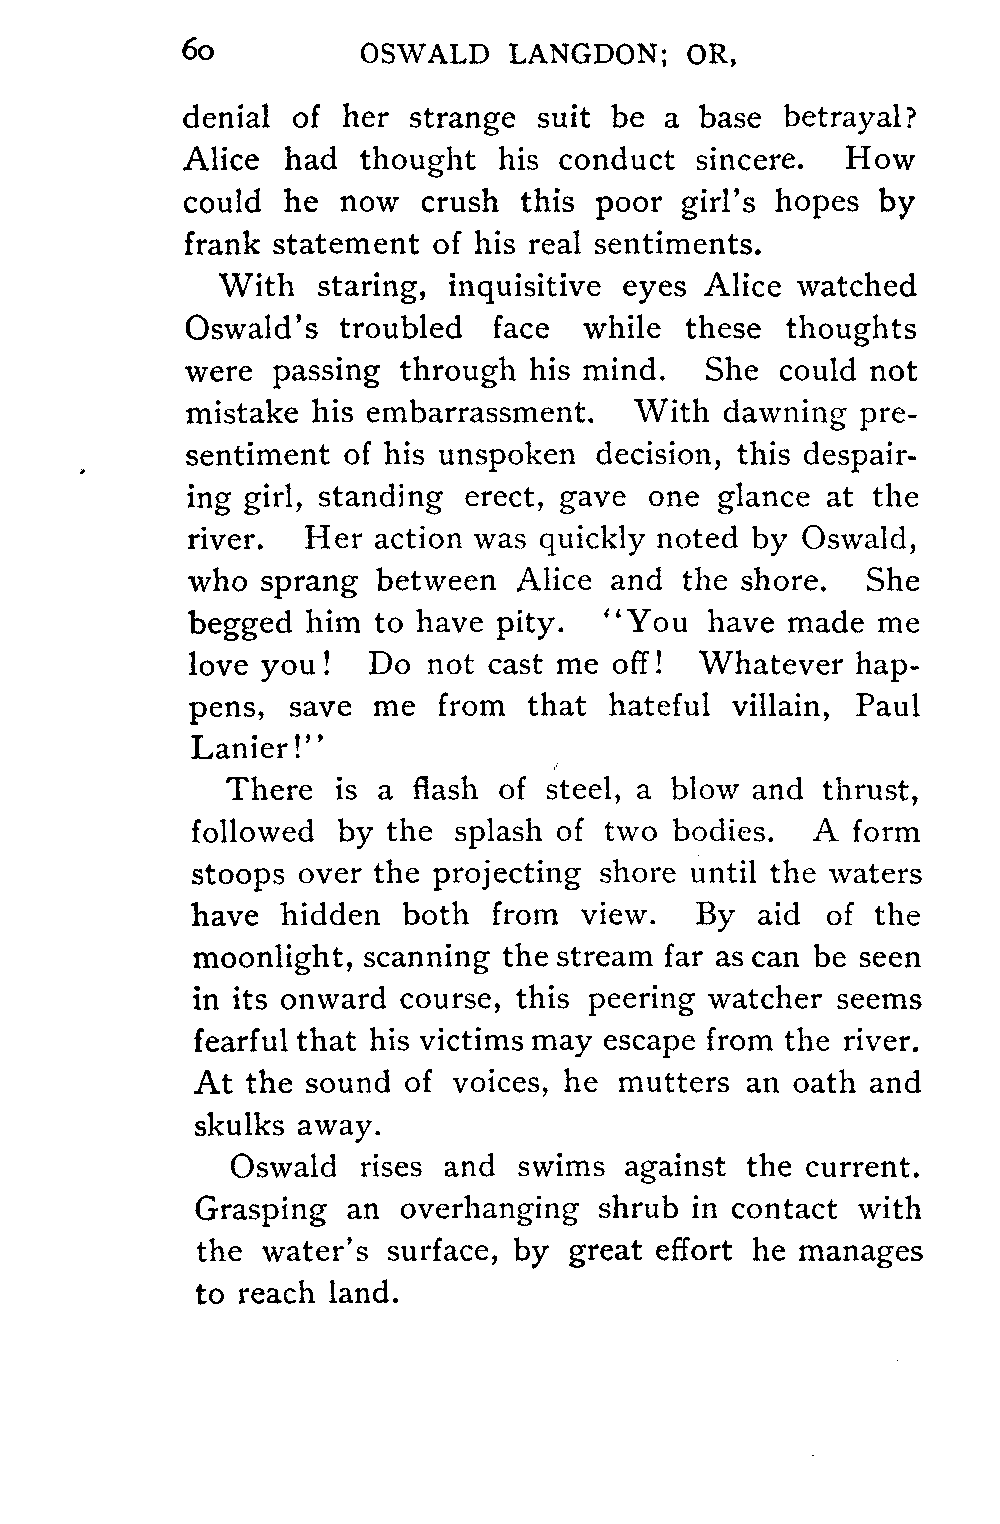 60 OSWALD LANGDON; OR,
denial of her strange suit be a base betrayal?
Alice had thought his conduct sincere. How
could he now crush this poor girl's hopes by
frank statement of his real sentiments.
With staring, inquisitive eyes Alice watched
Oswald's troubled face while these thoughts
were passing through his mind. She could not
mistake his embarrassment. With dawning pre-
sentiment of his unspoken decision, this despair-
ing girl, standing erect, gave one glance at the
river. Her action was quickly noted by Oswald,
who sprang between Alice and the shore. She
begged him to have pity. "You have made me
love you! Do not cast me off! Whatever hap-
pens, save me from that hateful villain, Paul
Lanier!"
There is a flash of steel, a blow and thrust,
followed by the splash of two bodies. A form
stoops over the projecting shore until the waters
have hidden both from view. By aid of the
moonlight, scanning the stream far as can be seen
in its onward course, this peering watcher seems
fearful that his victims may escape from the river.
At the sound of voices, he mutters an oath and
skulks away.
Oswald rises and swims against the current.
Grasping an overhanging shrub in contact with
the water's surface, by great effort he manages
to reach land.